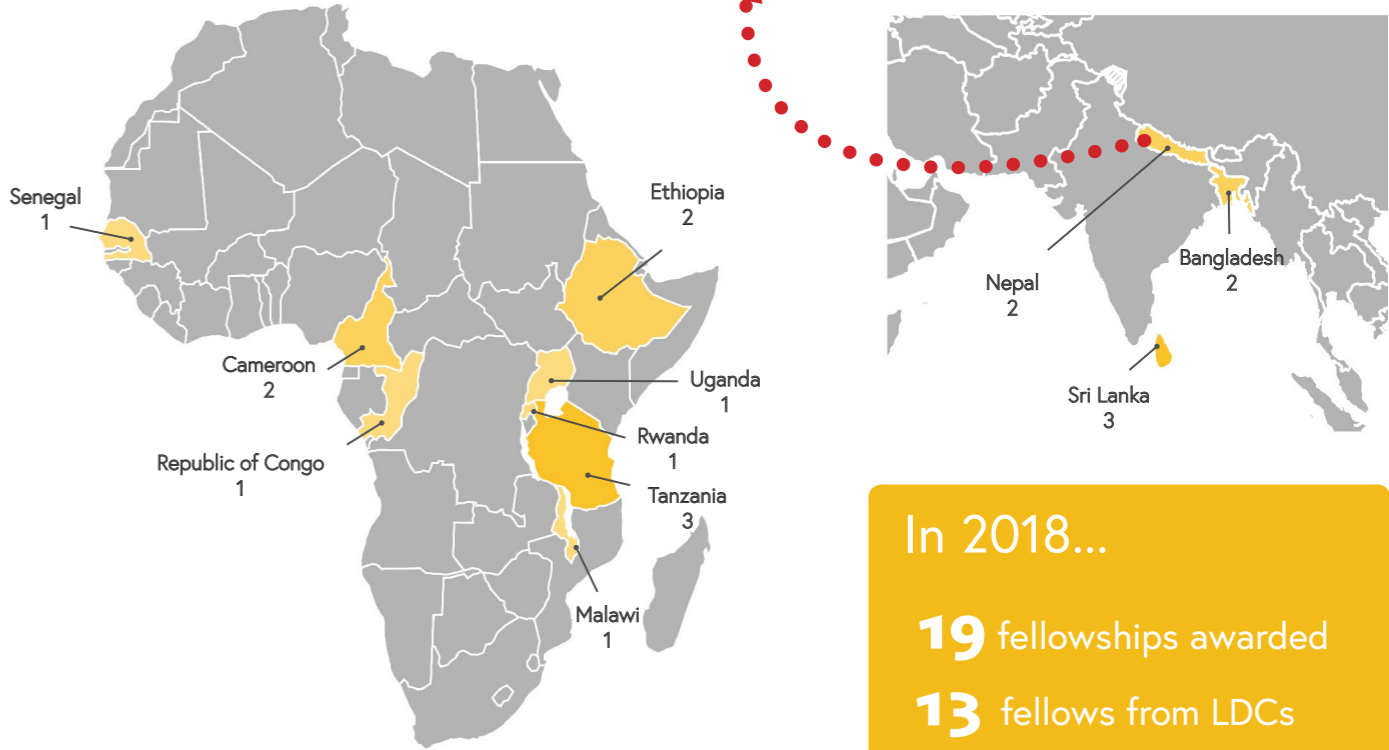 Senegal
1
Ethiopia
2
Cameroon
2
Uganda
1
Rwanda
1
Republic of Congo
1
Tanzania
3
Malawi
1
Nepal
2
Bangladesh
2
Sri Lanka
3
In 2018...
19 fellowships awarded
13 fellows from LDCs